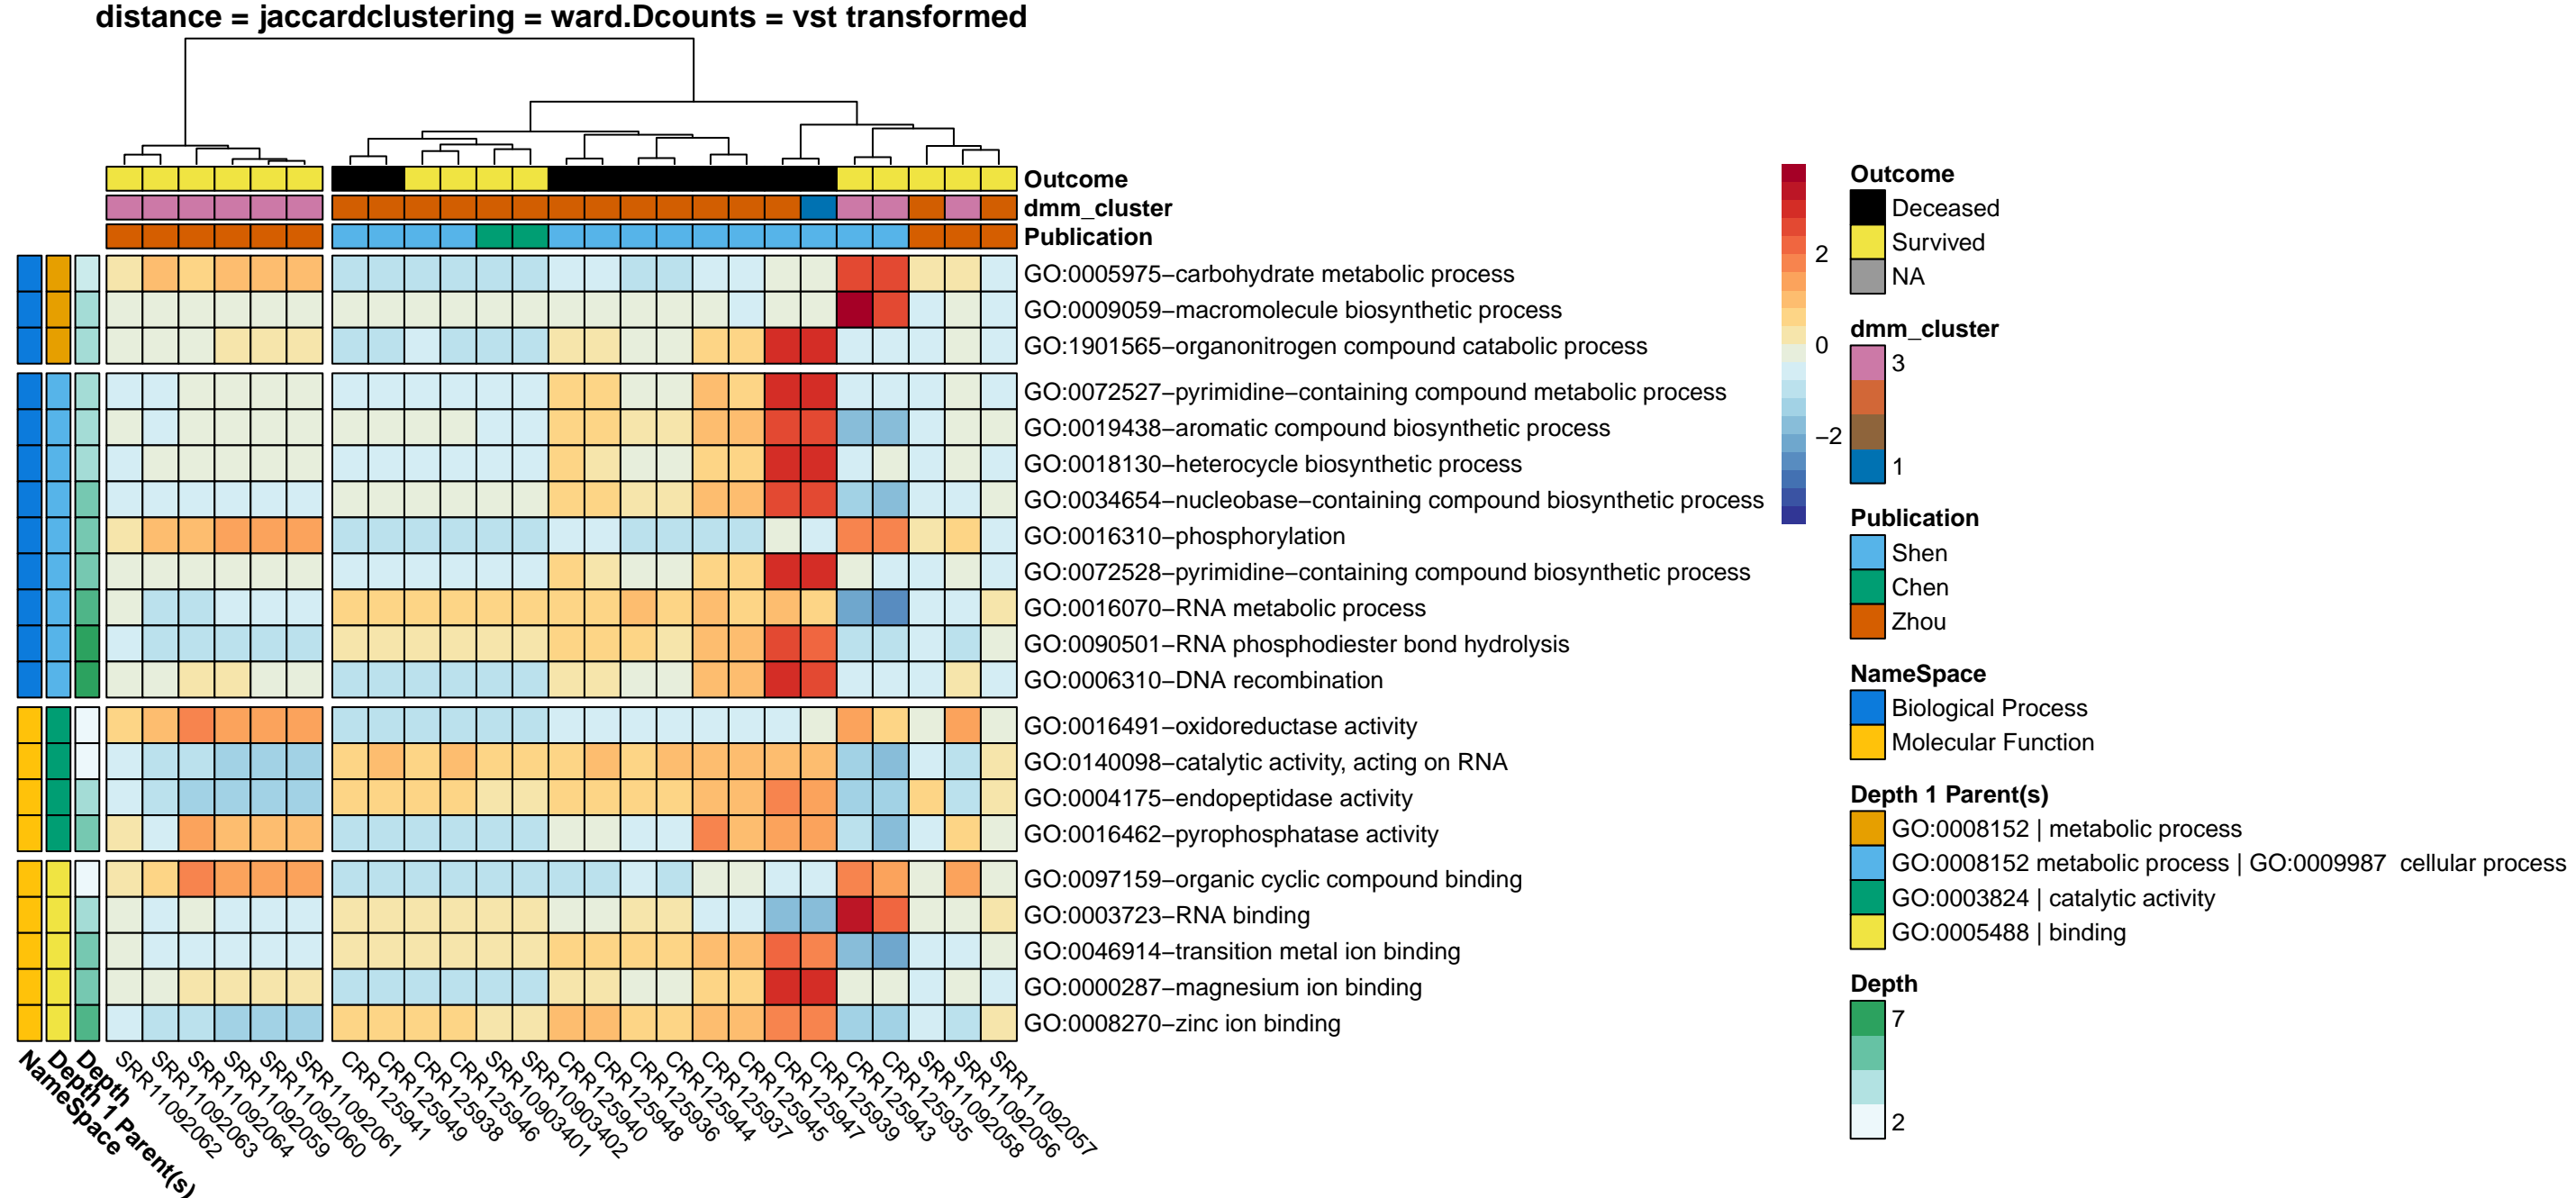 distance = jaccardclustering = ward.Dcounts = vst transformed
Outcome
dmm_cluster
Publication
GO:0005975−carbohydrate metabolic process
GO:0009059−macromolecule biosynthetic process
GO:1901565−organonitrogen compound catabolic process
GO:0072527−pyrimidine−containing compound metabolic process
GO:0019438−aromatic compound biosynthetic process
GO:0018130−heterocycle biosynthetic process
GO:0034654−nucleobase−containing compound biosynthetic process
GO:0016310−phosphorylation
GO:0072528−pyrimidine−containing compound biosynthetic process
GO:0016070−RNA metabolic process
GO:0090501−RNA phosphodiester bond hydrolysis
GO:0006310−DNA recombination
GO:0016491−oxidoreductase activity
GO:0140098−catalytic activity, acting on RNA
GO:0004175−endopeptidase activity
GO:0016462−pyrophosphatase activity
GO:0097159−organic cyclic compound binding
GO:0003723−RNA binding
GO:0046914−transition metal ion binding
GO:0000287−magnesium ion binding
GO:0008270−zinc ion binding
NameSpace
Depth 1 Parent(s)
Depth
SRR11092062
SRR11092063
SRR11092064
SRR11092059
SRR11092060
SRR11092061
CRR125941
CRR125949
CRR125938
CRR125946
SRR10903401
SRR10903402
CRR125940
CRR125948
CRR125936
CRR125944
CRR125937
CRR125945
CRR125947
CRR125939
CRR125943
CRR125935
SRR11092058
SRR11092056
SRR11092057
2
0
−2
Outcome
Deceased
Survived
NA
dmm_cluster
3
1
Publication
Shen
Chen
Zhou
NameSpace
Biological Process
Molecular Function
Depth 1 Parent(s)
GO:0008152 | metabolic process
GO:0008152 metabolic process | GO:0009987 cellular process
GO:0003824 | catalytic activity
GO:0005488 | binding
Depth
7
2